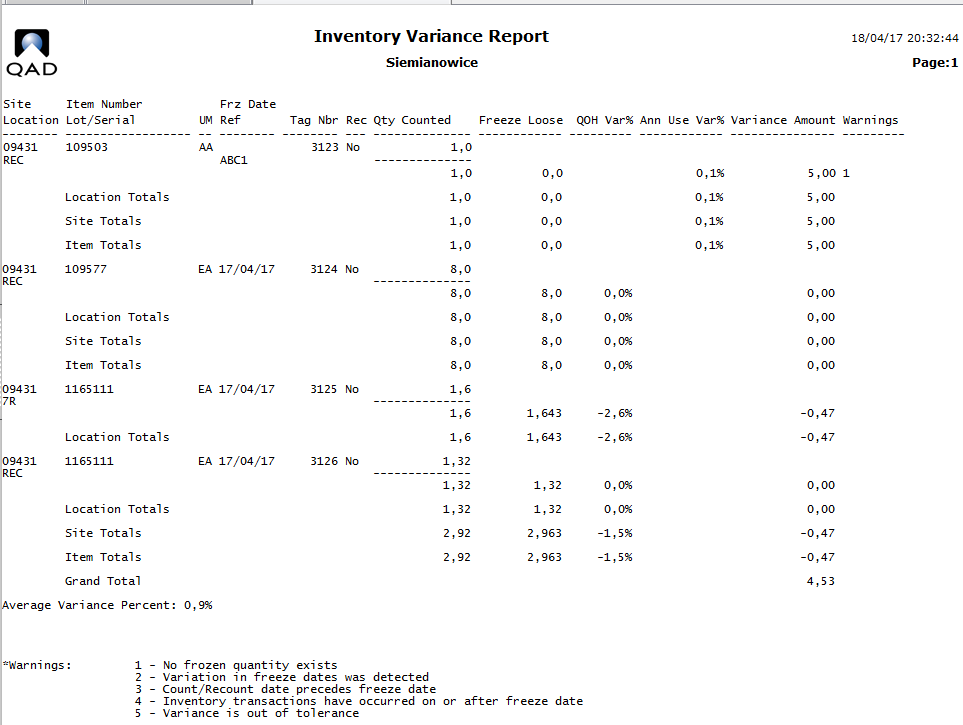 Inventory Variance Report
18/04/17 20:32:44
QAD
Siemianowice
Page:1
Site Item Number Frz Date
Location Lot/Serial UM Ref Tag Nbr Rec Qty Counted Freeze Loose QOH Var% Ann Use Var% Variance Amount Warnings
-------- ------------------ -- -------- -------- --- -------------- ------------ --------- ------------ --------------- ---------
09431 109503 AA 3123 No 1,0
REC ABC1 --------------
1,0 0,0 0,1% 5,00 1
Location Totals 1,0 0,0 0,1% 5,00
Site Totals 1,0 0,0 0,1% 5,00
Item Totals 1,0 0,0 0,1% 5,00
09431 109577 EA 17/04/17 3124 No 8,0
REC --------------
8,0 8,0 0,0% 0,00
Location Totals 8,0 8,0 0,0% 0,00
Site Totals 8,0 8,0 0,0% 0,00
Item Totals 8,0 8,0 0,0% 0,00
09431 1165111 EA 17/04/17 3125 No 1,6
7R --------------
1,6 1,643 -2,6% -0,47
Location Totals 1,6 1,643 -2,6% -0,47
09431 1165111 EA 17/04/17 3126 No 1,32
REC --------------
1,32 1,32 0,0% 0,00
Location Totals 1,32 1,32 0,0% 0,00
Site Totals 2,92 2,963 -1,5% -0,47
Item Totals 2,92 2,963 -1,5% -0,47
Grand Total 4,53
Average Variance Percent: 0,9%
*Warnings: 1 - No frozen quantity exists
2 - Variation in freeze dates was detected
3 - Count/Recount date precedes freeze date
4 - Inventory transactions have occurred on or after freeze date
5 - Variance is out of tolerance